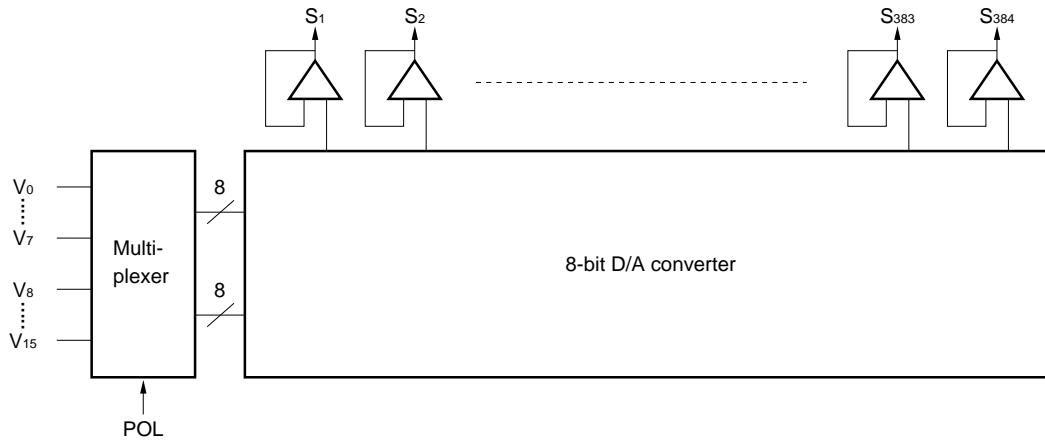 S1 S2 S383 S384
V0
V7
V8
V15
8
8
Multi-
plexer
8-bit D/A converter
POL